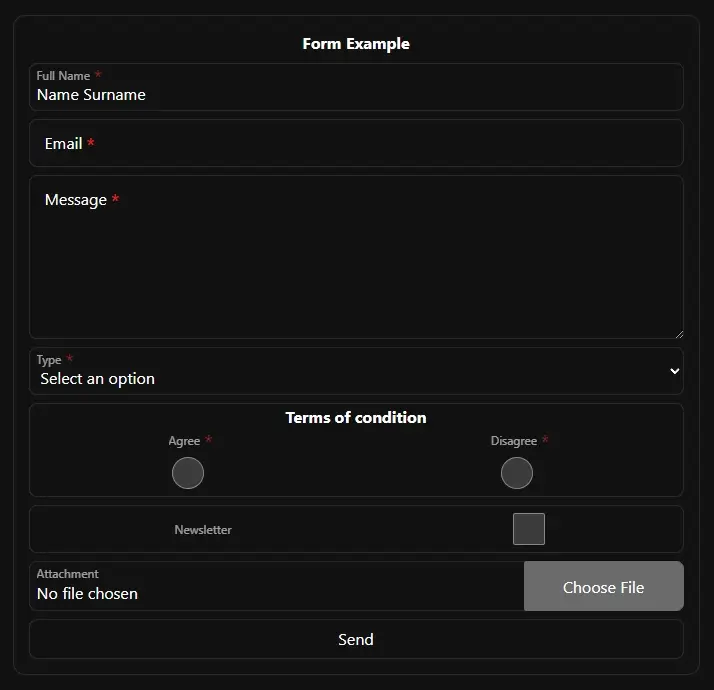 Form Example
Full Name *
Name Surname
Email *
Message *
Type *
Select an option
Terms of condition
Agree * Disagree *
Newsletter
Attachment
No file chosen
Choose File
Send